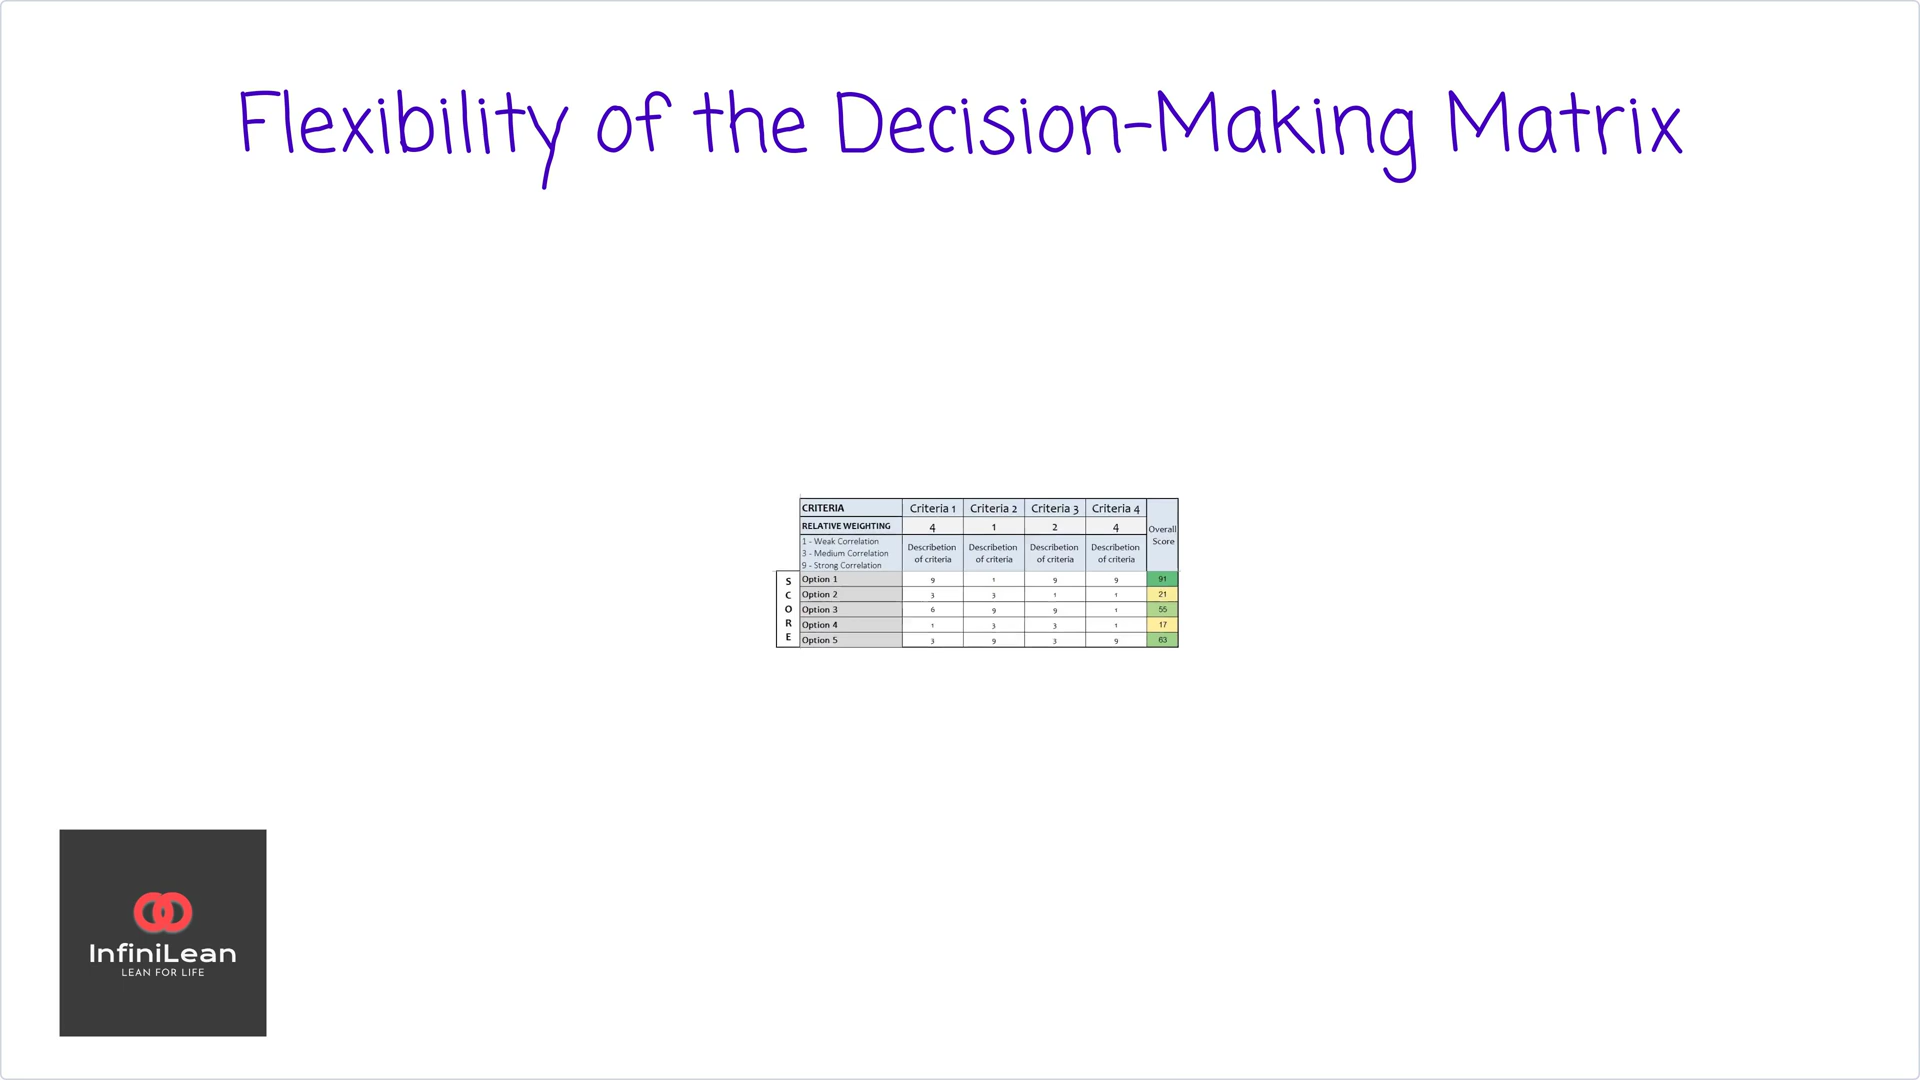 Flexibility of the Decision-Making Matrix
CRITERIA Criteria 1 Criteria 2 Criteria 3 Criteria 4 Overall Score
RELATIVE WEIGHTING 4 1 2 4
1 - Weak Correlation
3 - Medium Correlation
9 - Strong Correlation
Describetion of criteria Describetion of criteria Describetion of criteria Describetion of criteria
SCORE
Option 1 9 1 9 9 91
Option 2 3 3 1 1 21
Option 3 6 9 9 1 55
Option 4 1 3 3 1 17
Option 5 3 9 3 9 63
InfiniLean
LEAN FOR LIFE